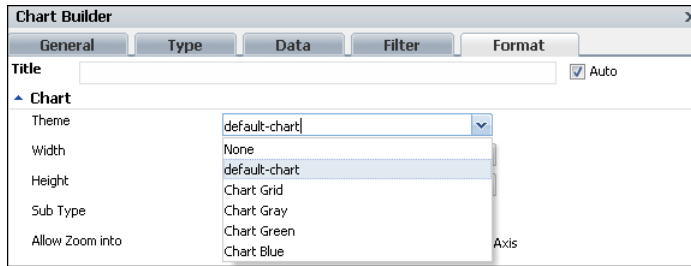 Chart Builder
General Type Data Filter Format
Title Auto
Chart
Theme default-chart
Width None
default-chart
Height Chart Grid
Sub Type Chart Gray
Chart Green
Allow Zoom into Chart Blue Axis